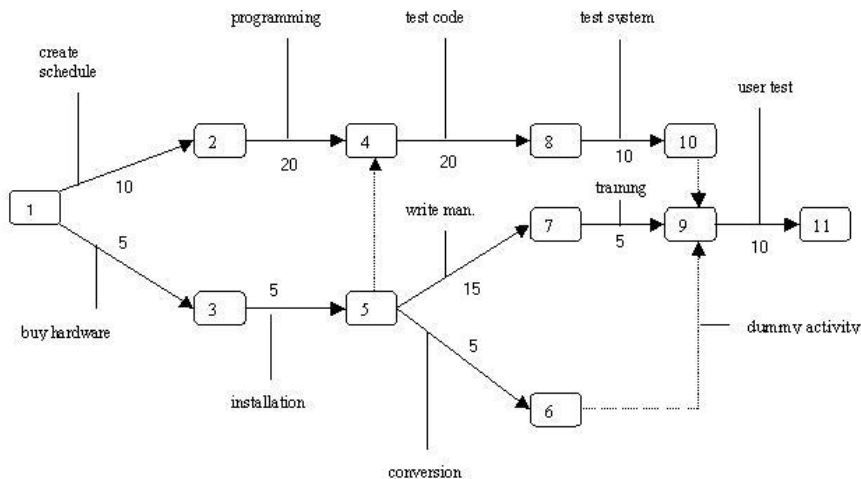 programming
test code
test system
create
schedule
user test
2
4
8
10
20
20
10
10
training
1
write man.
7
9
11
5
5
10
15
5
3
5
5
buy hardware
dummy activity
installation
6
conversion